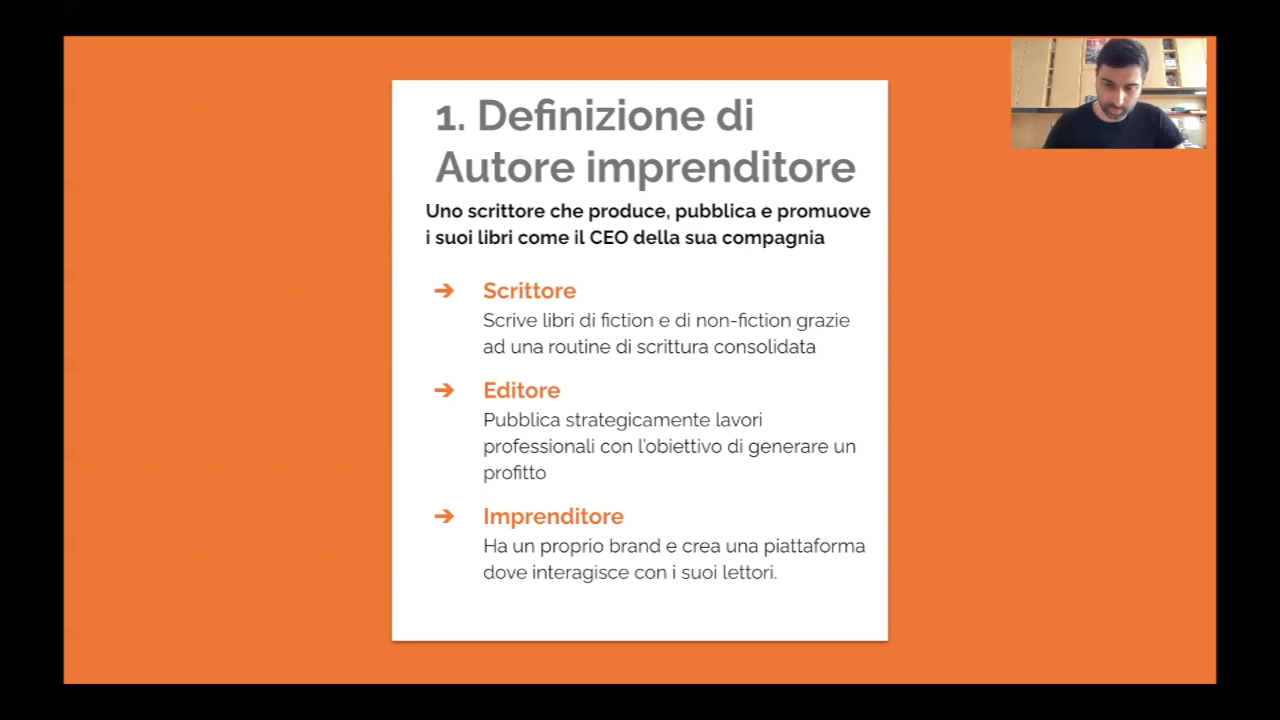 1. Definizione di
Autore imprenditore
Uno scrittore che produce, pubblica e promuove
i suoi libri come il CEO della sua compagnia
➔ Scrittore
Scrive libri di fiction e di non-fiction grazie
ad una routine di scrittura consolidata
➔ Editore
Pubblica strategicamente lavori
professionali con l'obiettivo di generare un
profitto
➔ Imprenditore
Ha un proprio brand e crea una piattaforma
dove interagisce con i suoi lettori.